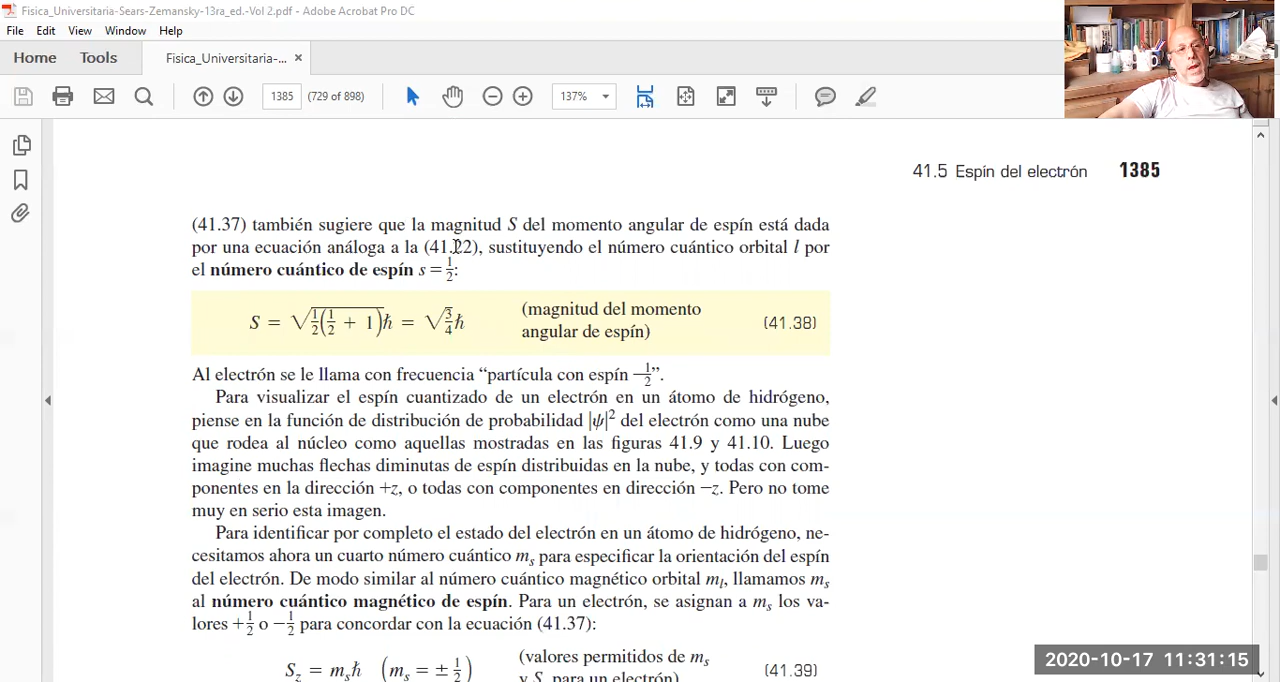 Fisica_Universitaria-Sears-Zemansky-13ra_ed.-Vol 2.pdf - Adobe Acrobat Pro DC
File Edit View Window Help
Home Tools Fisica_Universitaria-... ×
1385 (729 of 898) 137%
41.5 Espín del electrón 1385
(41.37) también sugiere que la magnitud S del momento angular de espín está dada
por una ecuación análoga a la (41.22), sustituyendo el número cuántico orbital l por
el número cuántico de espín s = 1/2:
S = √(1/2(1/2 + 1))ℏ = √(3/4)ℏ (magnitud del momento
angular de espín) (41.38)
Al electrón se le llama con frecuencia “partícula con espín −1/2”.
Para visualizar el espín cuantizado de un electrón en un átomo de hidrógeno,
piense en la función de distribución de probabilidad |ψ|² del electrón como una nube
que rodea al núcleo como aquellas mostradas en las figuras 41.9 y 41.10. Luego
imagine muchas flechas diminutas de espín distribuidas en la nube, y todas con com-
ponentes en la dirección +z, o todas con componentes en dirección −z. Pero no tome
muy en serio esta imagen.
Para identificar por completo el estado del electrón en un átomo de hidrógeno, ne-
cesitamos ahora un cuarto número cuántico mₛ para especificar la orientación del espín
del electrón. De modo similar al número cuántico magnético orbital mₗ, llamamos mₛ
al número cuántico magnético de espín. Para un electrón, se asignan a mₛ los va-
lores +1/2 o −1/2 para concordar con la ecuación (41.37):
S_z = mₛℏ (mₛ = ±1/2) (valores permitidos de mₛ
y S_z para un electrón) (41.39)
2020-10-17 11:31:15